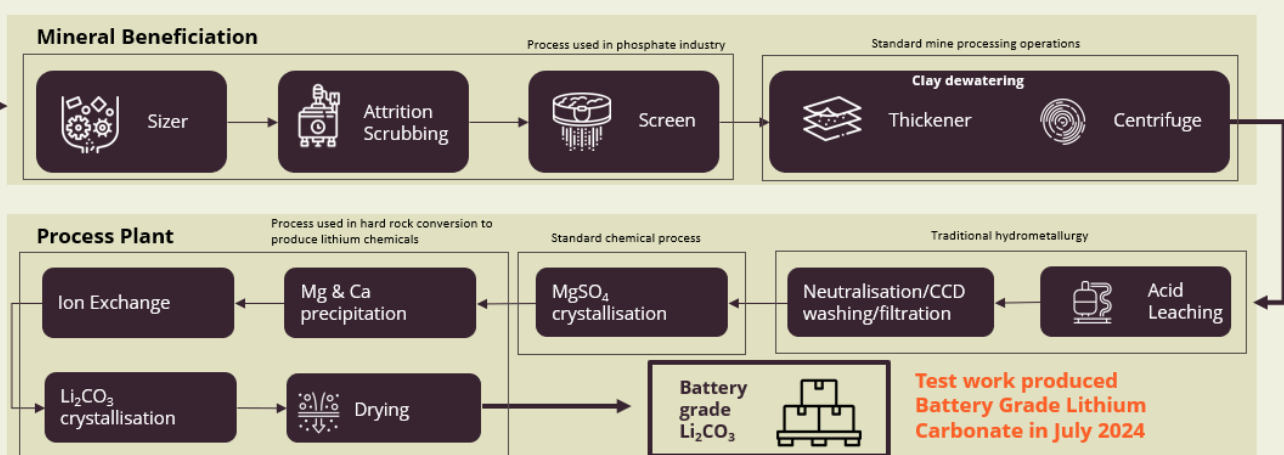 Mineral Beneficiation
Process used in phosphate industry
Standard mine processing operations
Sizer
Attrition
Scrubbing
Screen
Clay dewatering
Thickener
Centrifuge
Process Plant
Process used in hard rock conversion to
produce lithium chemicals
Standard chemical process
Traditional hydrometallurgy
Ion Exchange
Mg & Ca
precipitation
MgSO₄
crystallisation
Neutralisation/CCD
washing/filtration
Acid
Leaching
Li₂CO₃
crystallisation
Drying
Battery
grade
Li₂CO₃
Test work produced
Battery Grade Lithium
Carbonate in July 2024